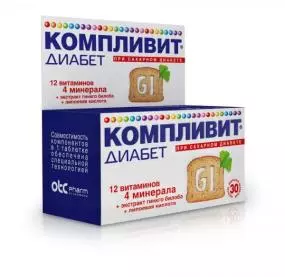 КОМПЛИВИТ®
ДИАБЕТ
ПРИ САХАРНОМ ДИАБЕТЕ
GI
12 витаминов
4 минерала
+ экстракт гинкго билоба
+ липоевая кислота
КОМПЛИВИТ®
ДИАБЕТ
ПРИ САХАРНОМ ДИАБЕТЕ
GI
12 витаминов
4 минерала
+ экстракт гинкго билоба
+ липоевая кислота
30
Совместимость
компонентов
в 1 таблетке
обеспечена
специальной
технологией
otc Pharm